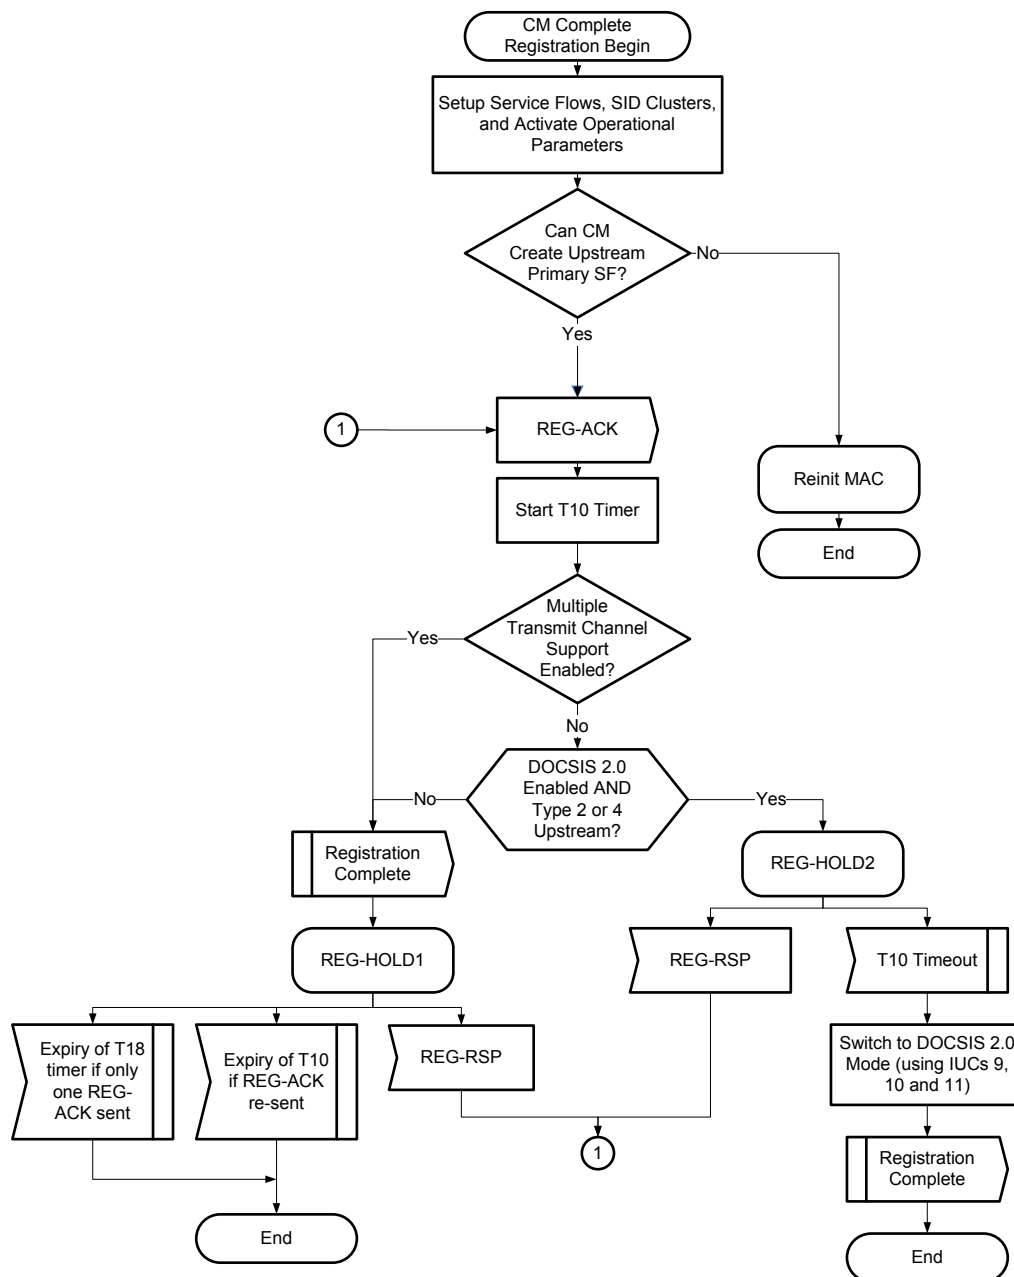 CM Complete
Registration Begin
Setup Service Flows, SID Clusters,
and Activate Operational
Parameters
Can CM
Create Upstream
Primary SF?
No
Yes
1
REG-ACK
Reinit MAC
Start T10 Timer
End
Multiple
Transmit Channel
Support
Enabled?
Yes
No
DOCSIS 2.0
Enabled AND
Type 2 or 4
Upstream?
No
Yes
Registration
Complete
REG-HOLD2
REG-HOLD1
REG-RSP
T10 Timeout
Expiry of T18
timer if only
one REG-
ACK sent
Expiry of T10
if REG-ACK
re-sent
REG-RSP
Switch to DOCSIS 2.0
Mode (using IUCs 9,
10 and 11)
1
Registration
Complete
End
End